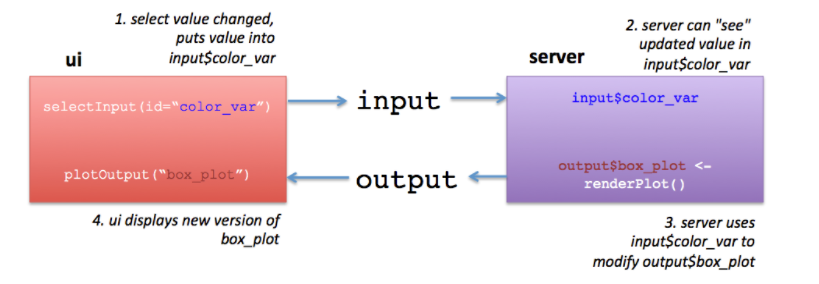 1. select value changed,
puts value into
input$color_var
ui
selectInput(id=“color_var”)
plotOutput(“box_plot”)
4. ui displays new version of
box_plot
input
output
2. server can "see"
updated value in
input$color_var
server
input$color_var
output$box_plot <-
renderPlot()
3. server uses
input$color_var to
modify output$box_plot